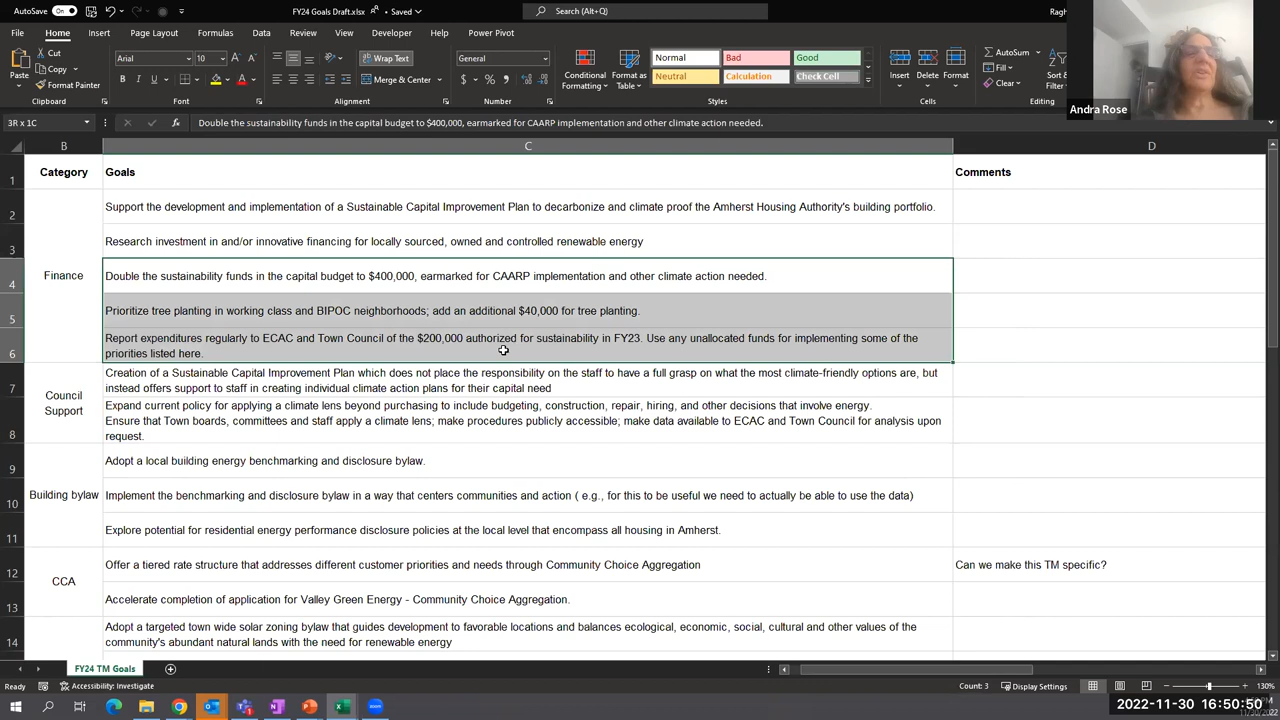 AutoSave On FY24 Goals Draft.xlsx Saved Search (Alt+Q) Ragh
File Home Insert Page Layout Formulas Data Review View Developer Help Power Pivot
Paste Cut Copy Format Painter Clipboard
Arial 10 B I U Font
Wrap Text Merge & Center Alignment
General $ % Number
Conditional Formatting Format as Table
Normal Bad Good
Neutral Calculation Check Cell
Styles
Insert Delete Format Cells
AutoSum Fill Clear Sort & Editing
Andra Rose
3R x 1C fx Double the sustainability funds in the capital budget to $400,000, earmarked for CAARP implementation and other climate action needed.
B C D
1 Category Goals Comments
2 Support the development and implementation of a Sustainable Capital Improvement Plan to decarbonize and climate proof the Amherst Housing Authority's building portfolio.
3 Research investment in and/or innovative financing for locally sourced, owned and controlled renewable energy
Finance
4 Double the sustainability funds in the capital budget to $400,000, earmarked for CAARP implementation and other climate action needed.
5 Prioritize tree planting in working class and BIPOC neighborhoods; add an additional $40,000 for tree planting.
Report expenditures regularly to ECAC and Town Council of the $200,000 authorized for sustainability in FY23. Use any unallocated funds for implementing some of the
6 priorities listed here.
Creation of a Sustainable Capital Improvement Plan which does not place the responsibility on the staff to have a full grasp on what the most climate-friendly options are, but
7 instead offers support to staff in creating individual climate action plans for their capital need
Council
Support
Expand current policy for applying a climate lens beyond purchasing to include budgeting, construction, repair, hiring, and other decisions that involve energy.
Ensure that Town boards, committees and staff apply a climate lens; make procedures publicly accessible; make data available to ECAC and Town Council for analysis upon
8 request.
9 Adopt a local building energy benchmarking and disclosure bylaw.
10 Building bylaw Implement the benchmarking and disclosure bylaw in a way that centers communities and action ( e.g., for this to be useful we need to actually be able to use the data)
11 Explore potential for residential energy performance disclosure policies at the local level that encompass all housing in Amherst.
12 Offer a tiered rate structure that addresses different customer priorities and needs through Community Choice Aggregation Can we make this TM specific?
CCA
13 Accelerate completion of application for Valley Green Energy - Community Choice Aggregation.
Adopt a targeted town wide solar zoning bylaw that guides development to favorable locations and balances ecological, economic, social, cultural and other values of the
14 community's abundant natural lands with the need for renewable energy
FY24 TM Goals
Ready Accessibility: Investigate Count: 3 Display Settings 130%
2022-11-30 16:50:50